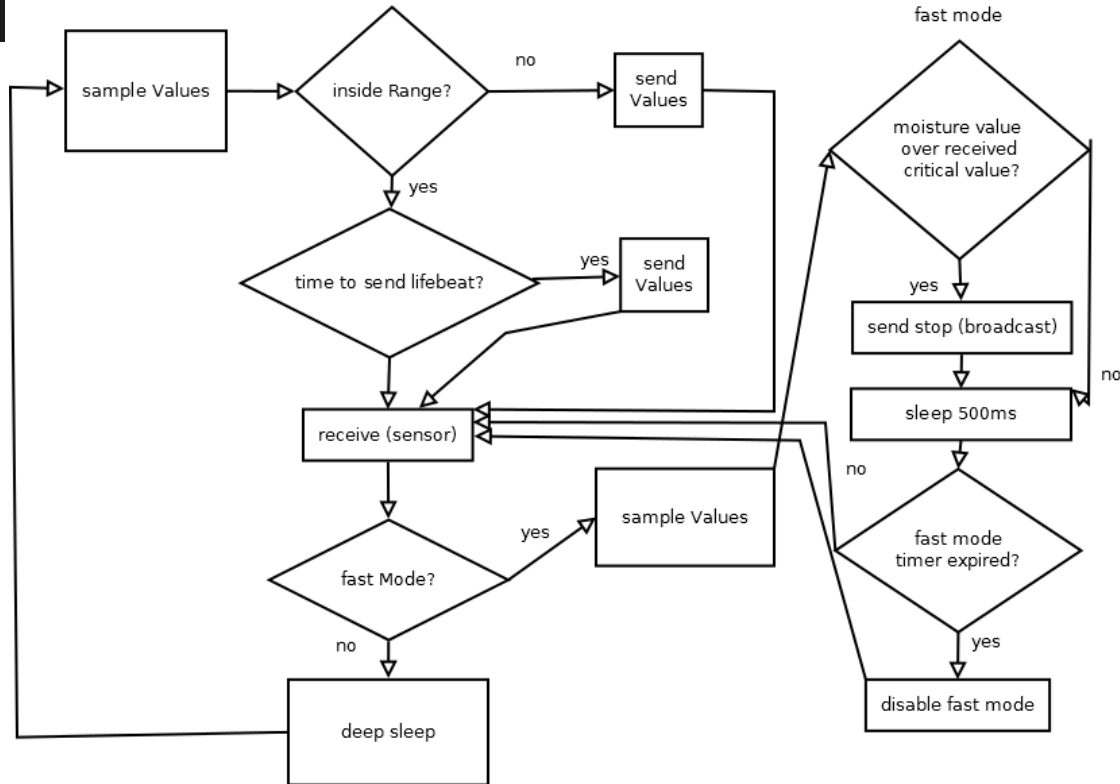 fast mode
sample Values
inside Range?
no
send
Values
moisture value
over received
critical value?
yes
time to send lifebeat?
yes
send
Values
yes
send stop (broadcast)
no
sleep 500ms
receive (sensor)
no
sample Values
yes
fast mode
timer expired?
fast Mode?
no
yes
disable fast mode
deep sleep